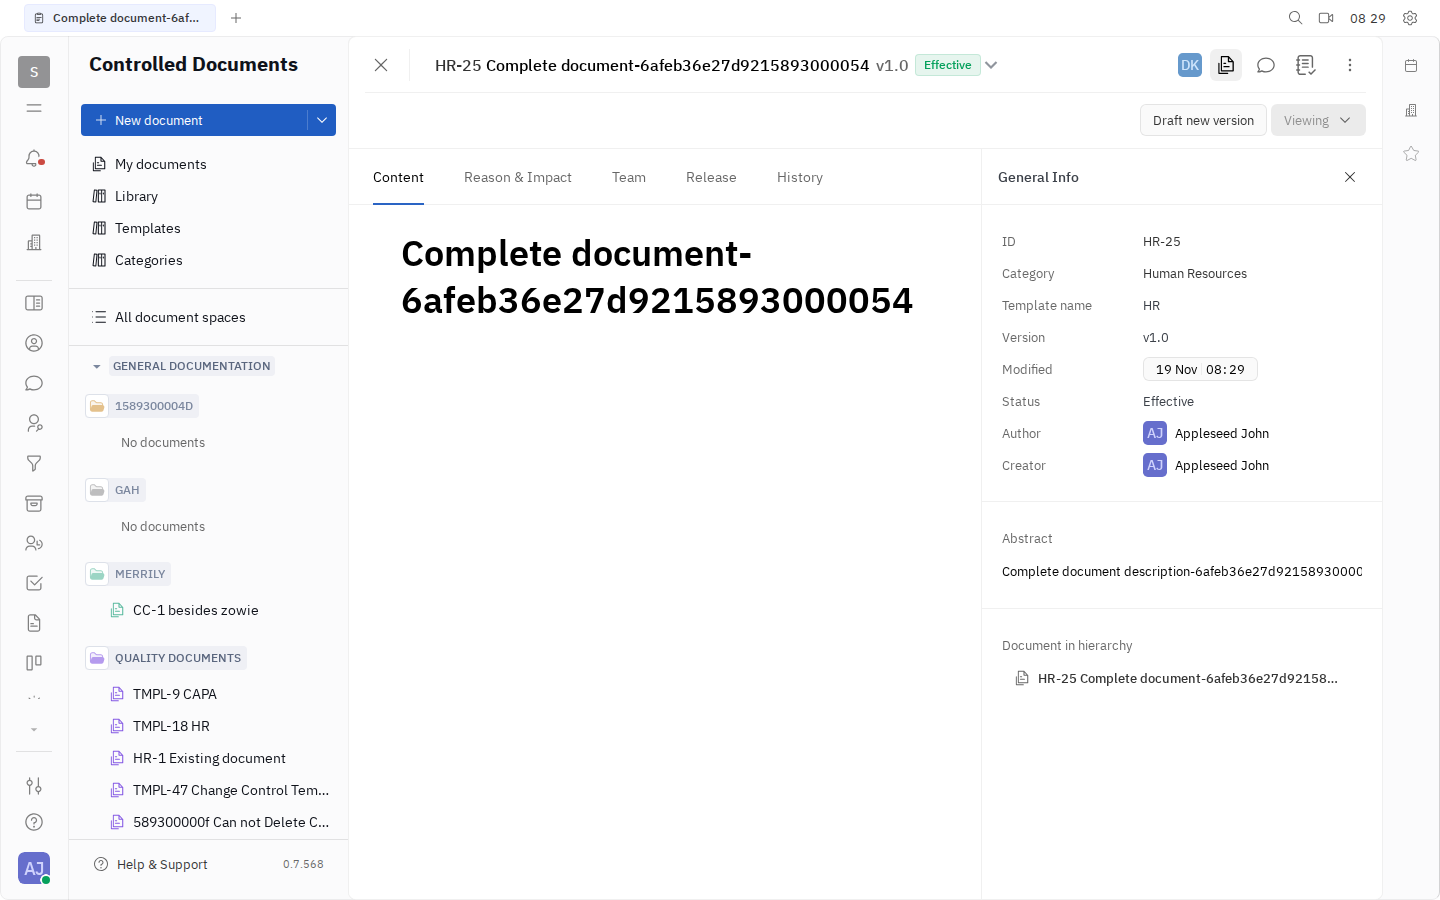 Complete document-6af...
08 29
S
Controlled Documents
New document
My documents
Library
Templates
Categories
All document spaces
GENERAL DOCUMENTATION
1589300004D
No documents
GAH
No documents
MERRILY
CC-1 besides zowie
QUALITY DOCUMENTS
TMPL-9 CAPA
TMPL-18 HR
HR-1 Existing document
TMPL-47 Change Control Tem...
589300000f Can not Delete C...
Help & Support 0.7.568
AJ
HR-25 Complete document-6afeb36e27d9215893000054 v1.0 Effective
DK
Draft new version
Viewing
Content Reason & Impact Team Release History
Complete document-
6afeb36e27d9215893000054
General Info
ID HR-25
Category Human Resources
Template name HR
Version v1.0
Modified 19 Nov 08:29
Status Effective
Author AJ Appleseed John
Creator AJ Appleseed John
Abstract
Complete document description-6afeb36e27d92158930000
Document in hierarchy
HR-25 Complete document-6afeb36e27d92158...